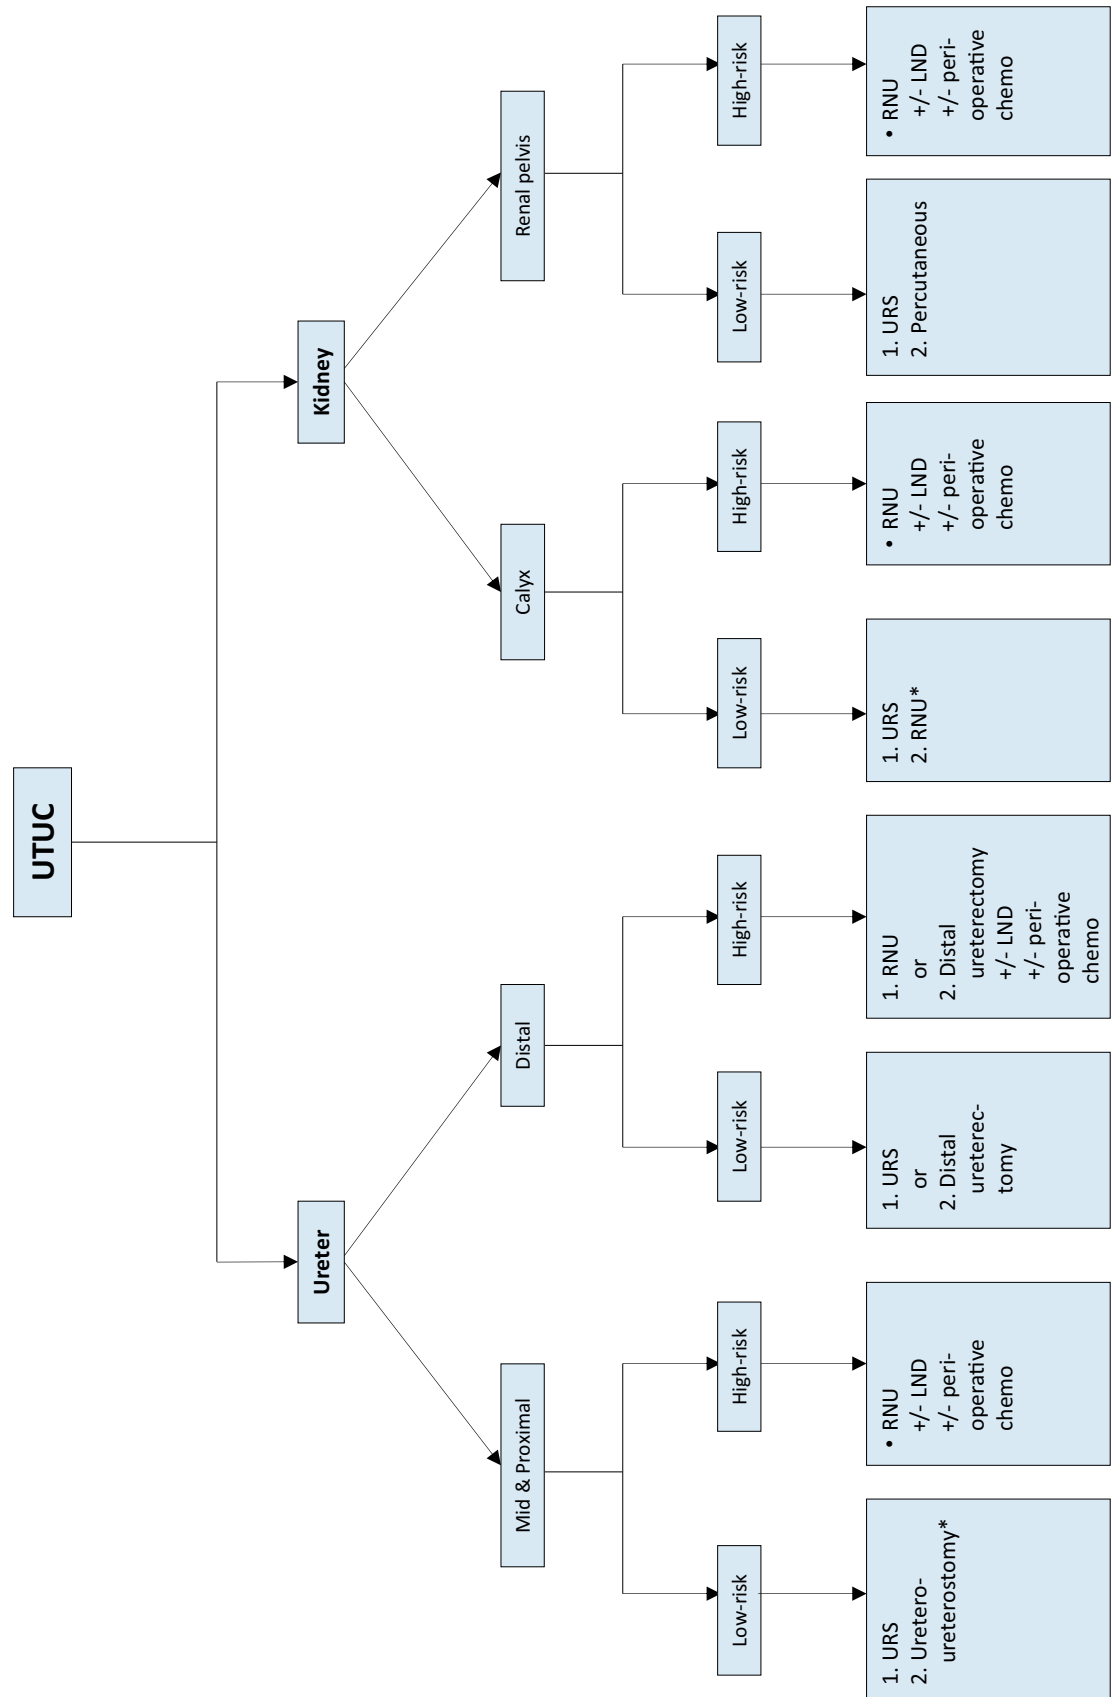 UTUC
Ureter
Kidney
Mid & Proximal
Distal
Calyx
Renal pelvis
Low-risk
High-risk
Low-risk
High-risk
Low-risk
High-risk
Low-risk
High-risk
1. URS
2. Uretero-
ureterostomy*
• RNU
+/- LND
+/- peri-
operative
chemo
1. URS
or
2. Distal
ureterec-
tomy
1. RNU
or
2. Distal
ureterectomy
+/- LND
+/- peri-
operative
chemo
1. URS
2. RNU*
• RNU
+/- LND
+/- peri-
operative
chemo
1. URS
2. Percutaneous
• RNU
+/- LND
+/- peri-
operative
chemo